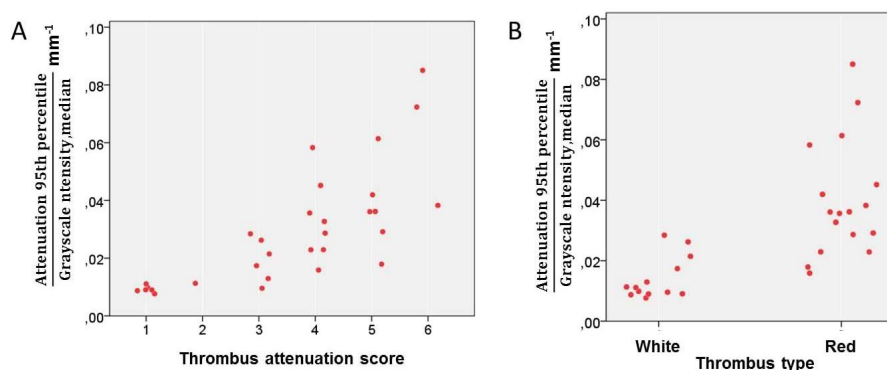 A
Attenuation 95th percentile
Grayscale ntensity,median
mm-1
,10
,08
,06
,04
,02
,00
1 2 3 4 5 6
Thrombus attenuation score
B
Attenuation 95th percentile
Grayscale ntensity,median
mm-1
,10
,08
,06
,04
,02
,00
White Red
Thrombus type